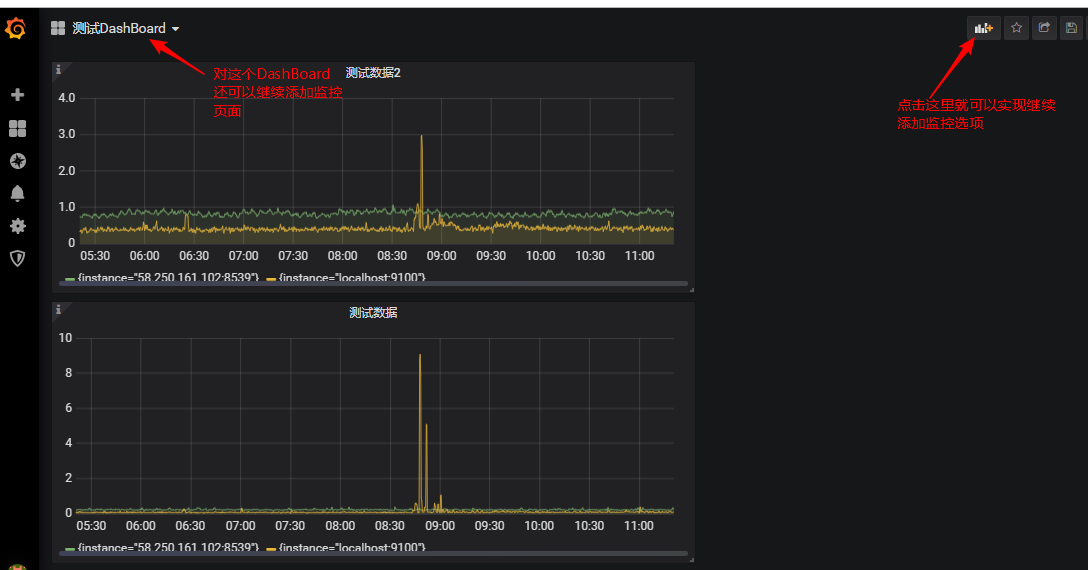 测试DashBoard
对这个DashBoard
还可以继续添加监控
页面
点击这里就可以实现继续
添加监控选项
测试数据2
4.0
3.0
2.0
1.0
0
05:30 06:00 06:30 07:00 07:30 08:00 08:30 09:00 09:30 10:00 10:30 11:00
{instance="58.250.161.102:8539"} {instance="localhost:9100"}
测试数据
10
8
6
4
2
0
05:30 06:00 06:30 07:00 07:30 08:00 08:30 09:00 09:30 10:00 10:30 11:00
{instance="58.250.161.102:8539"} {instance="localhost:9100"}